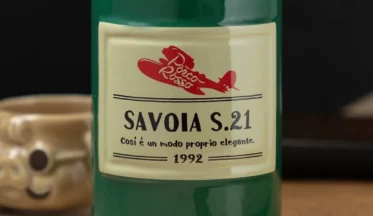 Porco
Rosso
SAVOIA S.21
Così è un modo proprio elegante.
1992